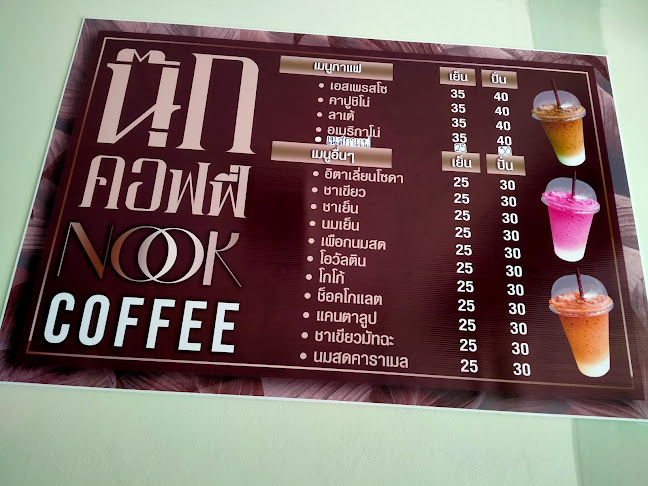 นุ๊ก
คอฟฟี่
NOOK
COFFEE
เมนูกาแฟ เย็น ปั่น
• เอสเพรสโซ 35 40
• คาปูชิโน่ 35 40
• ลาเต้ 35 40
• อเมริกาโน่ 35 40
• เนสกาแฟ 25
เมนูอื่นๆ เย็น ปั่น
• อิตาเลี่ยนโซดา 25 30
• ชาเขียว 25 30
• ชาเย็น 25 30
• นมเย็น 25 30
• เผือกนมสด 25 30
• โอวัลติน 25 30
• โกโก้ 25 30
• ช็อคโกแลต 25 30
• แคนตาลูป 25 30
• ชาเขียวมัทฉะ 25 30
• นมสดคาราเมล 25 30